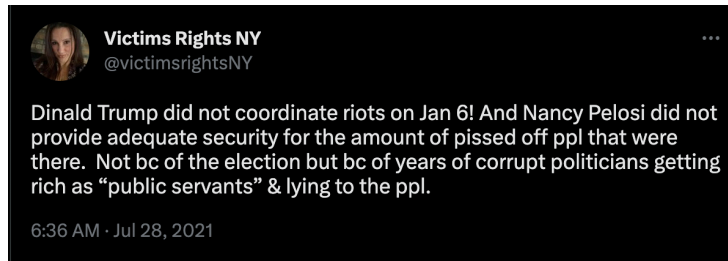 Victims Rights NY
@victimsrightsNY
Dinald Trump did not coordinate riots on Jan 6! And Nancy Pelosi did not
provide adequate security for the amount of pissed off ppl that were
there.  Not bc of the election but bc of years of corrupt politicians getting
rich as “public servants” & lying to the ppl.
6:36 AM · Jul 28, 2021